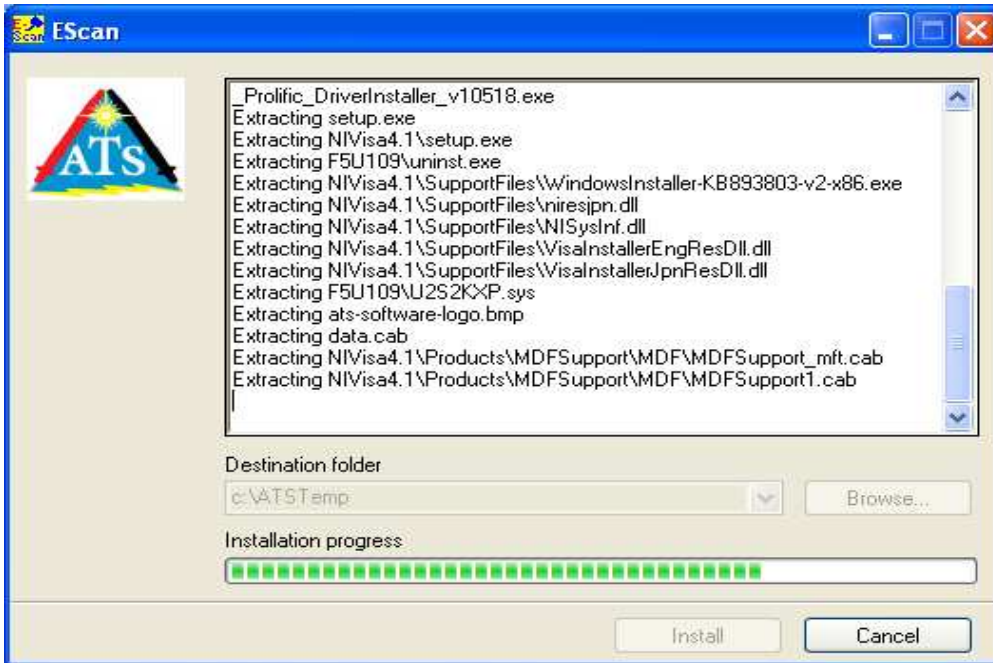 E
Scan
EScan
ATS
_Prolific_DriverInstaller_v10518.exe
Extracting setup.exe
Extracting NIVisa4.1\setup.exe
Extracting F5U109\uninst.exe
Extracting NIVisa4.1\SupportFiles\WindowsInstaller-KB893803-v2-x86.exe
Extracting NIVisa4.1\SupportFiles\niresjpn.dll
Extracting NIVisa4.1\SupportFiles\NISysInf.dll
Extracting NIVisa4.1\SupportFiles\VisaInstallerEngResDll.dll
Extracting NIVisa4.1\SupportFiles\VisaInstallerJpnResDll.dll
Extracting F5U109\U2S2KXP.sys
Extracting ats-software-logo.bmp
Extracting data.cab
Extracting NIVisa4.1\Products\MDFSupport\MDF\MDFSupport_mft.cab
Extracting NIVisa4.1\Products\MDFSupport\MDF\MDFSupport1.cab
Destination folder
c:\ATSTemp
Browse...
Installation progress
Install
Cancel